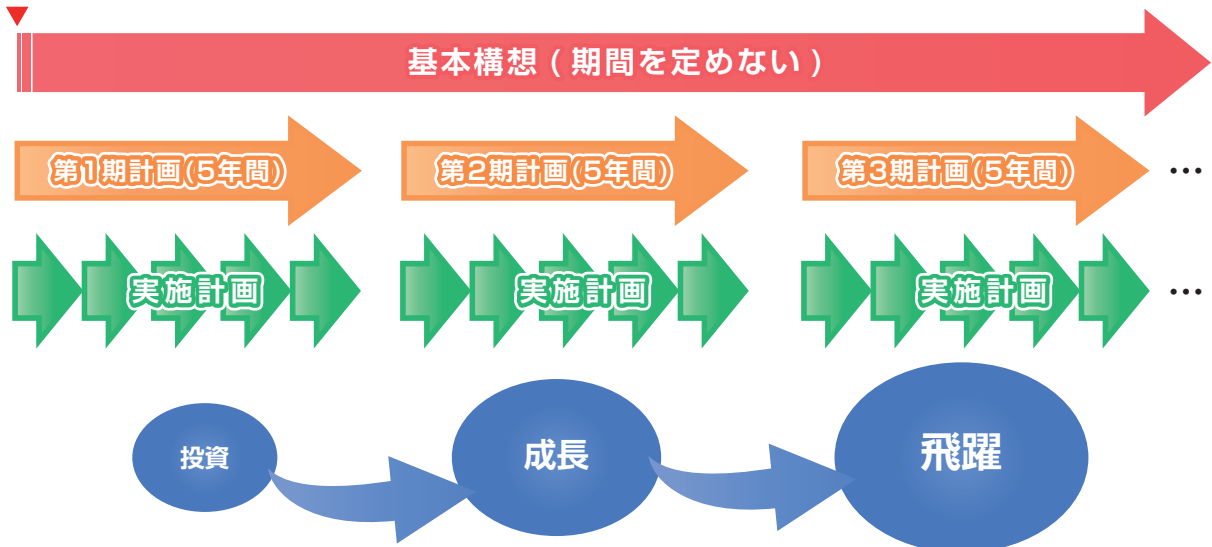 基本構想 ( 期間を定めない )
第1期計画(5年間) 第2期計画(5年間) 第3期計画(5年間) …
実施計画 実施計画 実施計画 …
投資 成長 飛躍